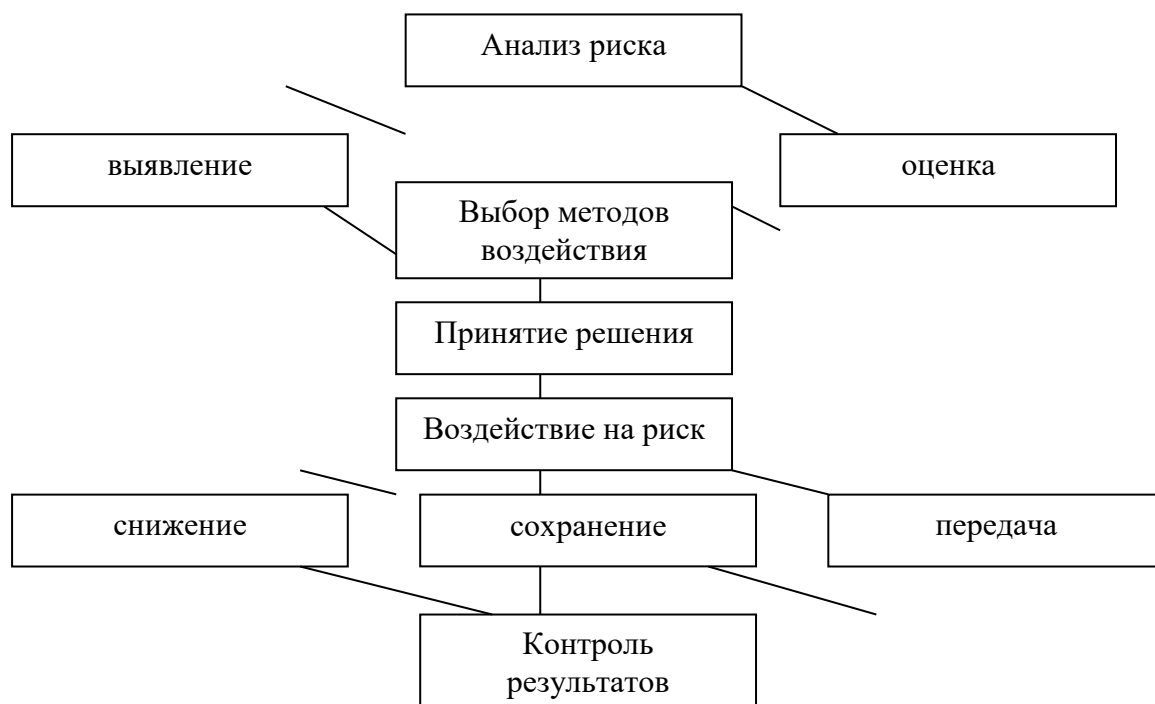 Анализ риска
выявление
оценка
Выбор методов
воздействия
Принятие решения
Воздействие на риск
снижение
сохранение
передача
Контроль
результатов